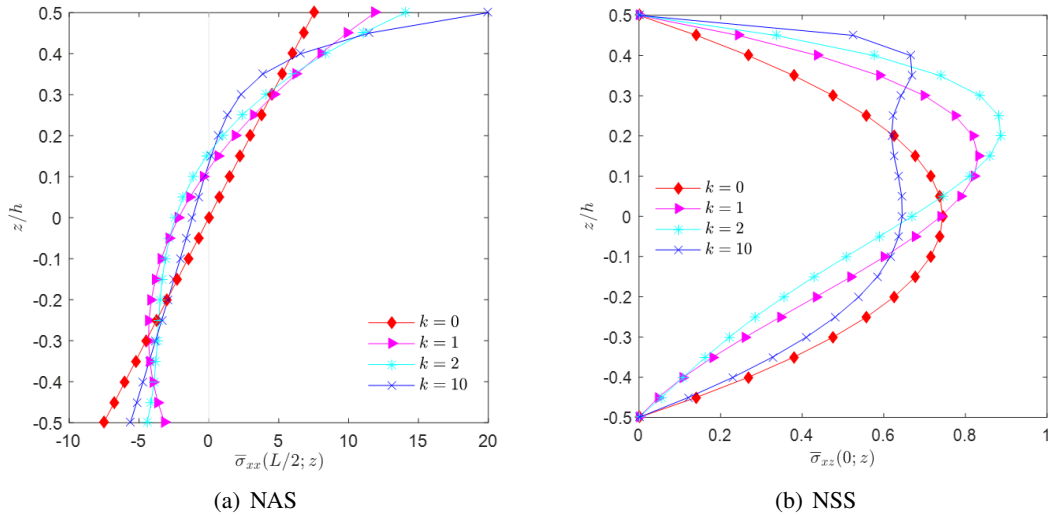 0.5
0.4
0.3
0.2
0.1
0
-0.1
-0.2
-0.3
-0.4
-0.5
z/h
k = 0
k = 1
k = 2
k = 10
-10 -5 0 5 10 15 20
σ̅xx(L/2; z)
(a) NAS
0.5
0.4
0.3
0.2
0.1
0
-0.1
-0.2
-0.3
-0.4
-0.5
z/h
k = 0
k = 1
k = 2
k = 10
0 0.2 0.4 0.6 0.8 1
σ̅xz(0; z)
(b) NSS